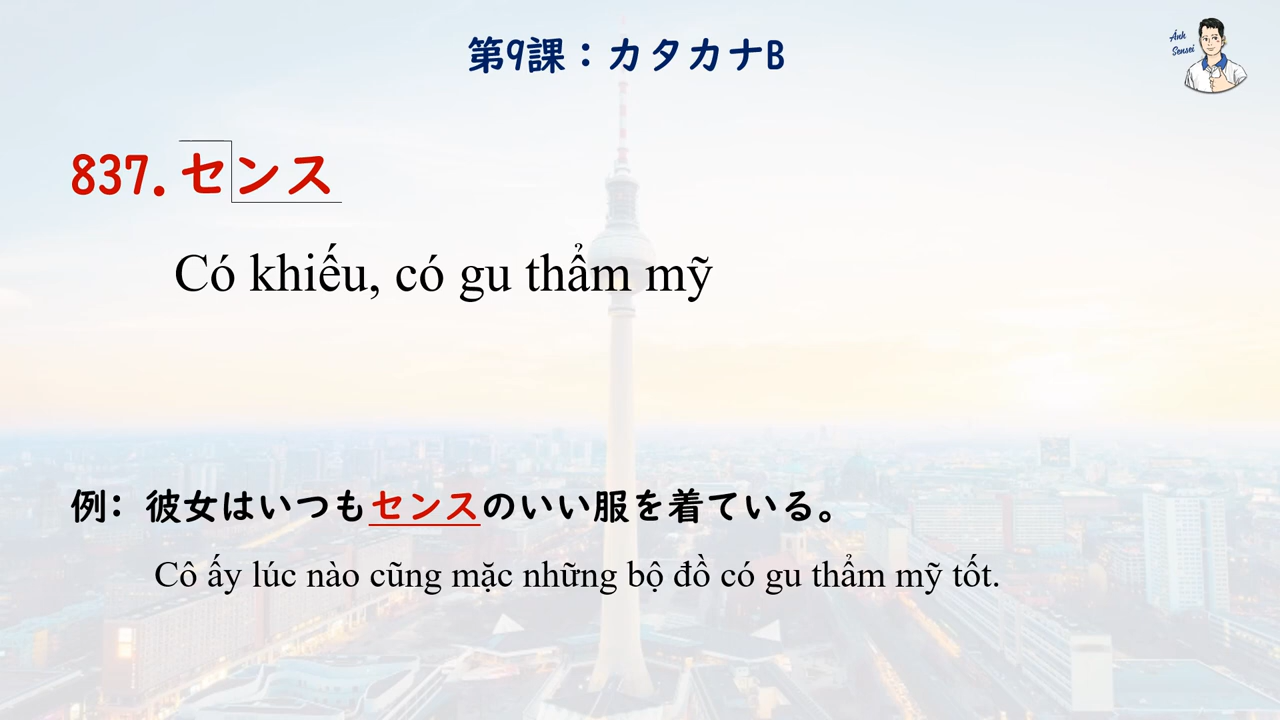 第9課：カタカナB
Anh
Sensei
837. センス
Có khiếu, có gu thẩm mỹ
例：彼女はいつもセンスのいい服を着ている。
Cô ấy lúc nào cũng mặc những bộ đồ có gu thẩm mỹ tốt.